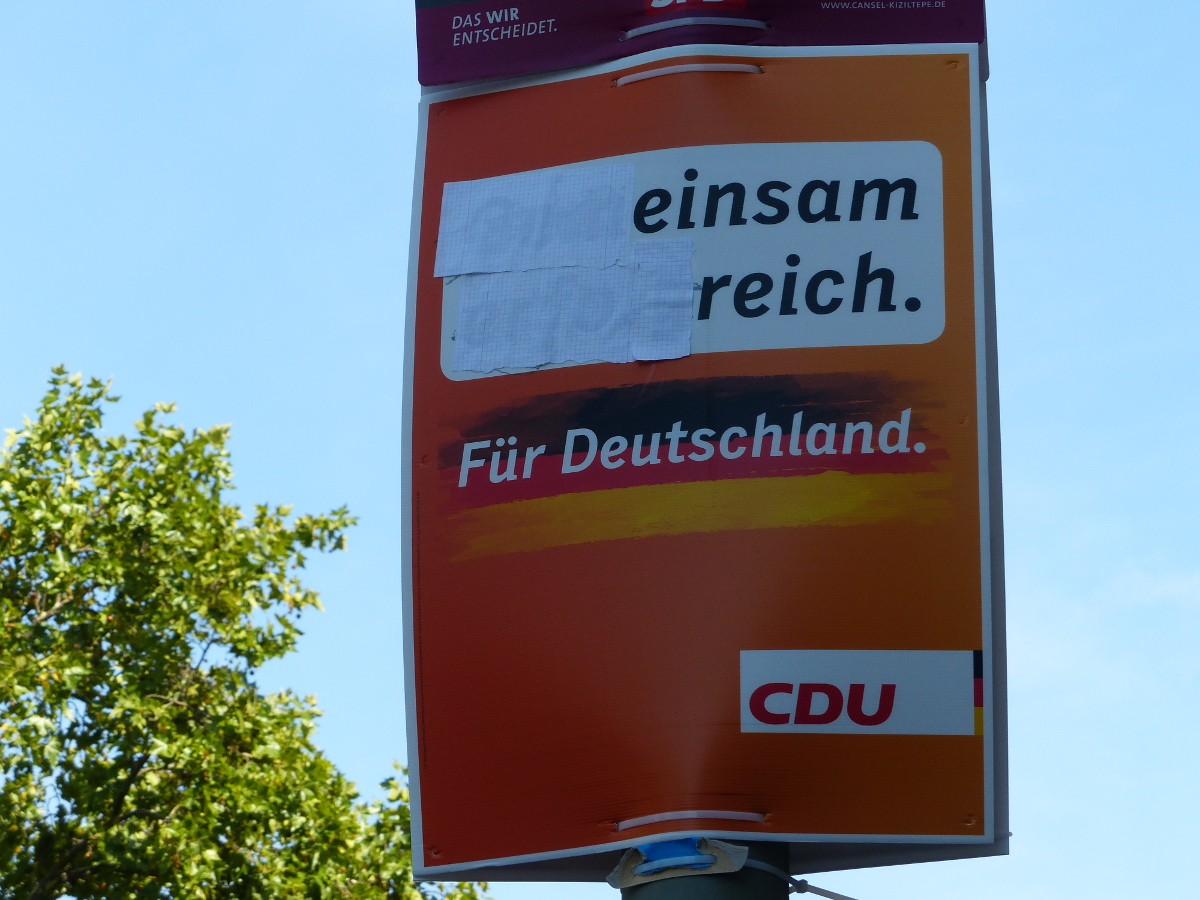 DAS WIR
ENTSCHEIDET.
WWW.CANSEL-KIZILTEPE.DE
einsam
reich.
Für Deutschland.
CDU